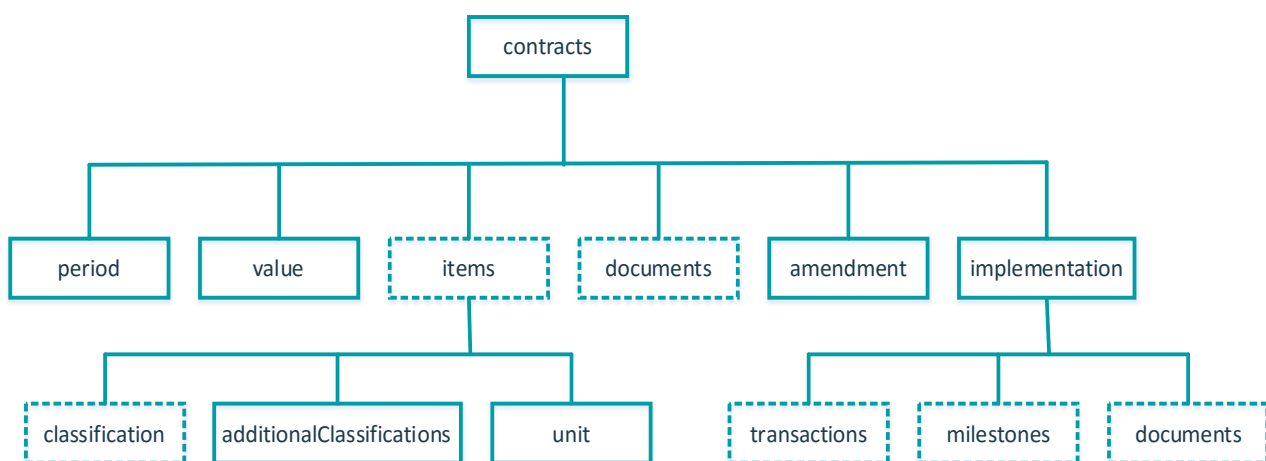 contracts
period
value
items
documents
amendment
implementation
classification
additionalClassifications
unit
transactions
milestones
documents